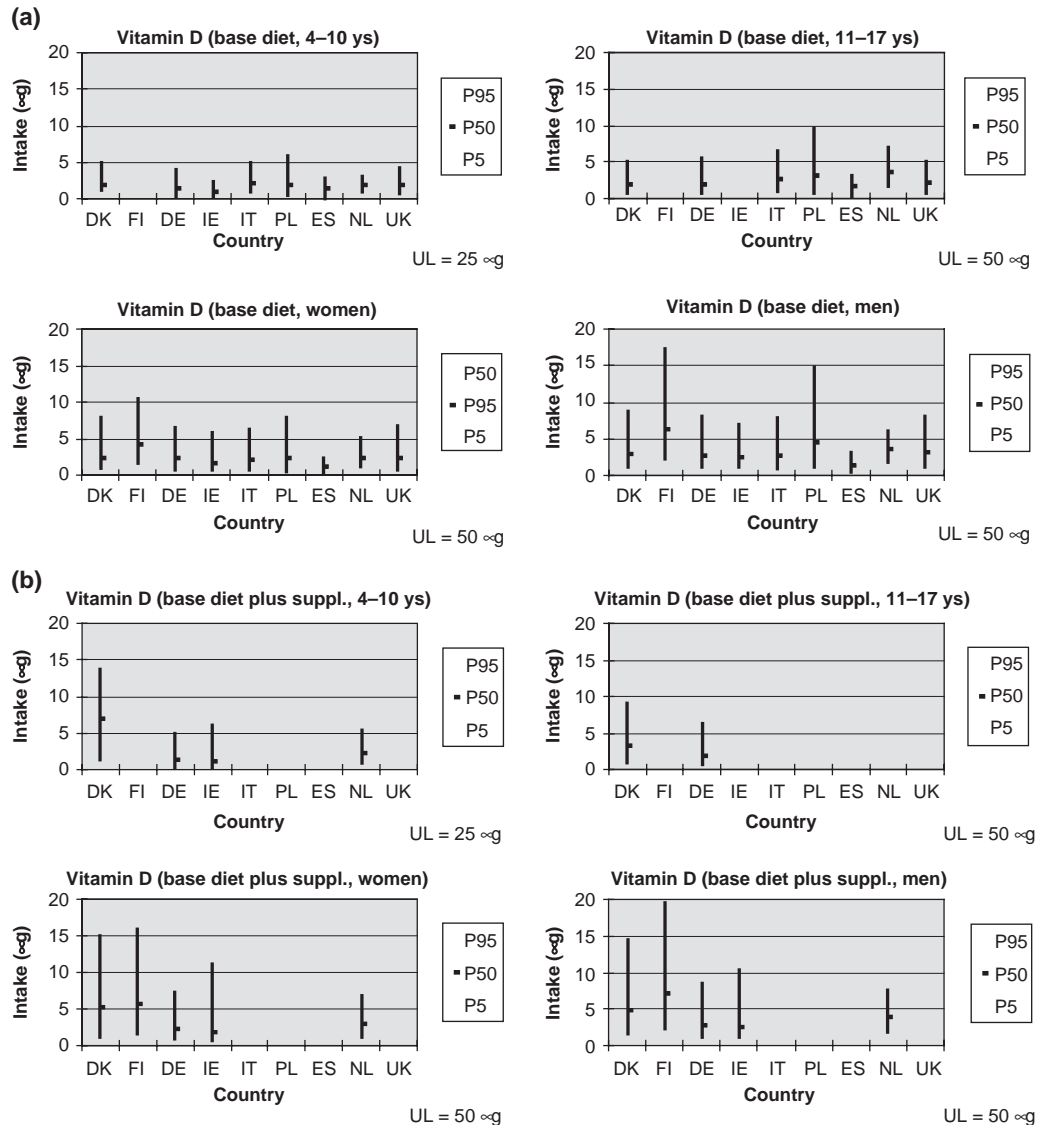 (a)
Vitamin D (base diet, 4–10 ys)
20
15
10
5
0
Intake (∝g)
DK FI DE IE IT PL ES NL UK
Country
P95
P50
P5
UL = 25 ∝g
Vitamin D (base diet, 11–17 ys)
20
15
10
5
0
Intake (∝g)
DK FI DE IE IT PL ES NL UK
Country
P95
P50
P5
UL = 50 ∝g
Vitamin D (base diet, women)
20
15
10
5
0
Intake (∝g)
DK FI DE IE IT PL ES NL UK
Country
P50
P95
P5
UL = 50 ∝g
Vitamin D (base diet, men)
20
15
10
5
0
Intake (∝g)
DK FI DE IE IT PL ES NL UK
Country
P95
P50
P5
UL = 50 ∝g
(b)
Vitamin D (base diet plus suppl., 4–10 ys)
20
15
10
5
0
Intake (∝g)
DK FI DE IE IT PL ES NL UK
Country
P95
P50
P5
UL = 25 ∝g
Vitamin D (base diet plus suppl., 11–17 ys)
20
15
10
5
0
Intake (∝g)
DK FI DE IE IT PL ES NL UK
Country
P95
P50
P5
UL = 50 ∝g
Vitamin D (base diet plus suppl., women)
20
15
10
5
0
Intake (∝g)
DK FI DE IE IT PL ES NL UK
Country
P95
P50
P5
UL = 50 ∝g
Vitamin D (base diet plus suppl., men)
20
15
10
5
0
Intake (∝g)
DK FI DE IE IT PL ES NL UK
Country
P95
P50
P5
UL = 50 ∝g